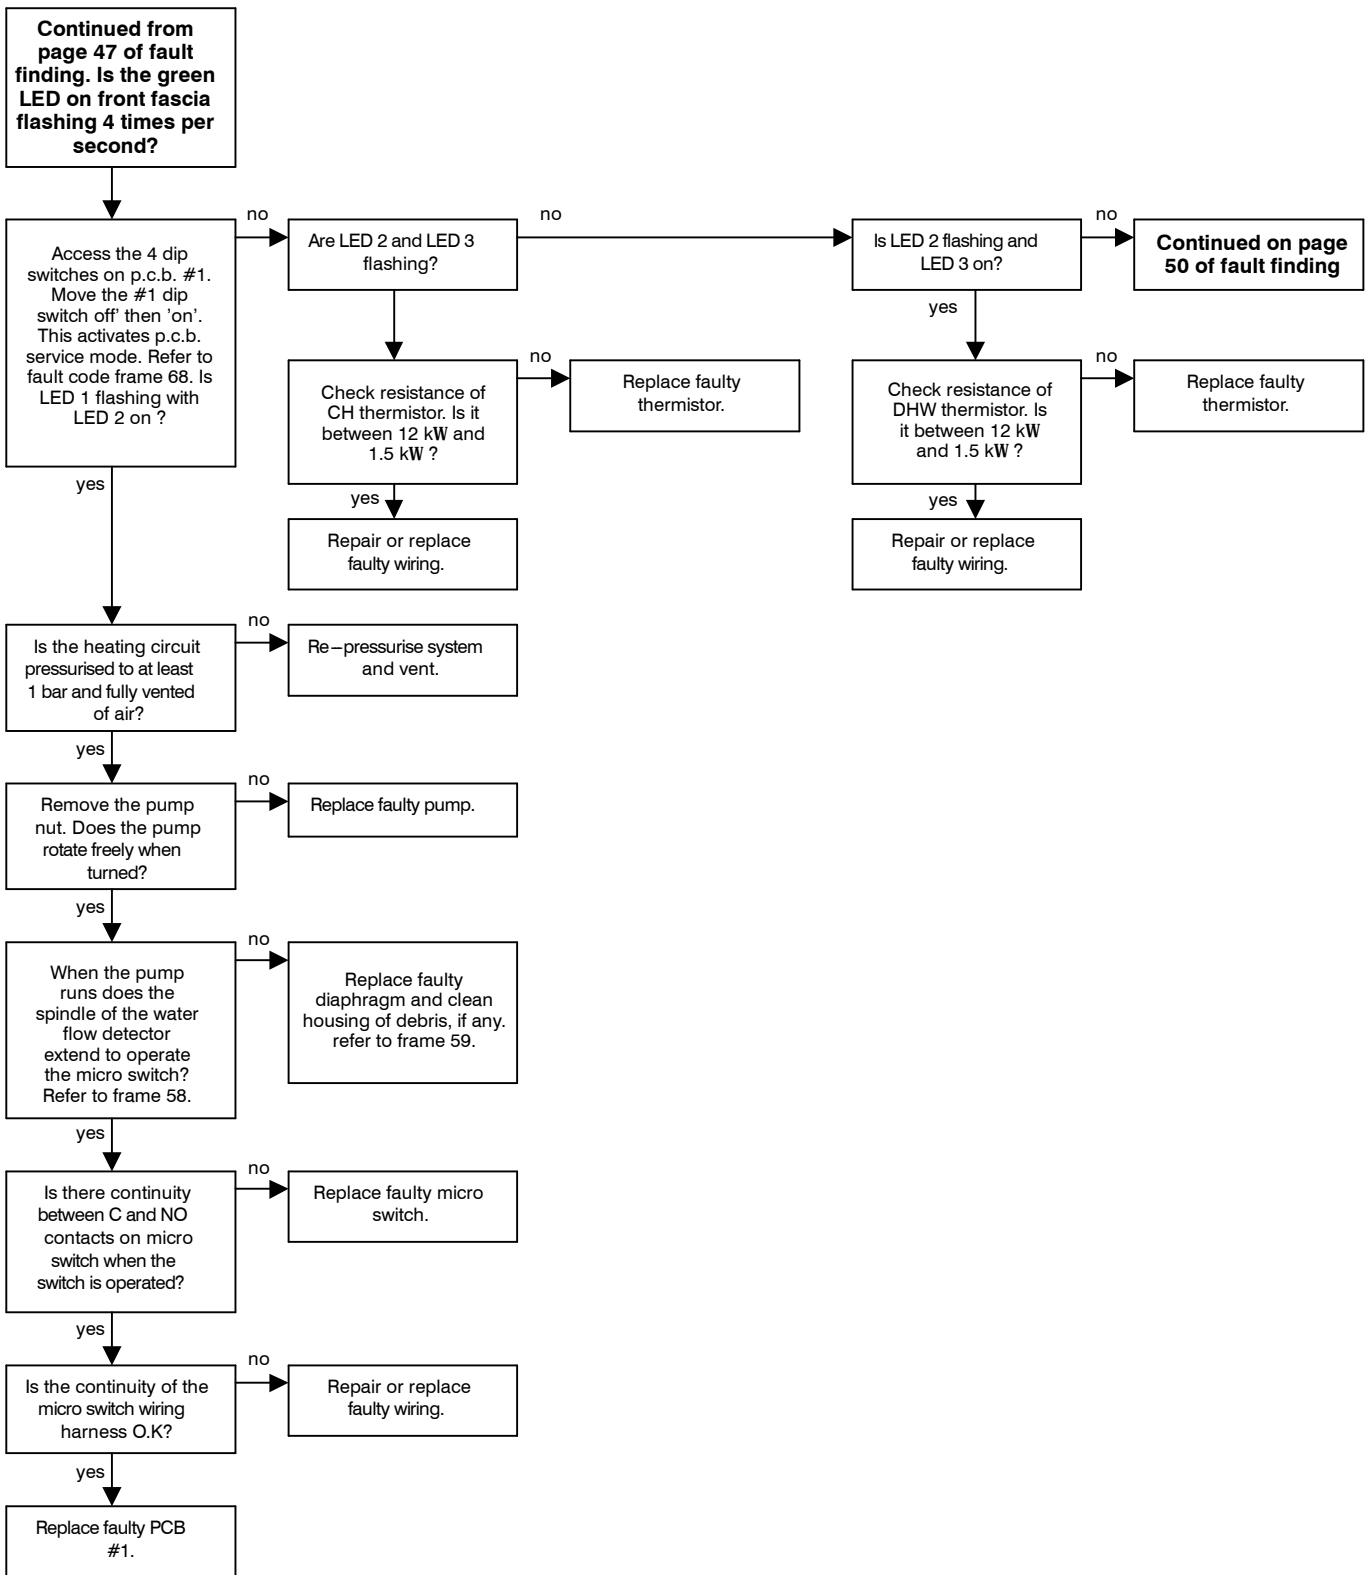 Continued from
page 47 of fault
finding. Is the green
LED on front fascia
flashing 4 times per
second?
no
no
no
Access the 4 dip
switches on p.c.b. #1.
Move the #1 dip
switch off' then 'on'.
This activates p.c.b.
service mode. Refer to
fault code frame 68. Is
LED 1 flashing with
LED 2 on ?
Are LED 2 and LED 3
flashing?
Is LED 2 flashing and
LED 3 on?
Continued on page
50 of fault finding
yes
no
no
Check resistance of
CH thermistor. Is it
between 12 kW and
1.5 kW ?
Replace faulty
thermistor.
Check resistance of
DHW thermistor. Is
it between 12 kW
and 1.5 kW ?
Replace faulty
thermistor.
yes
yes
yes
Repair or replace
faulty wiring.
Repair or replace
faulty wiring.
no
Is the heating circuit
pressurised to at least
1 bar and fully vented
of air?
Re-pressurise system
and vent.
yes
no
Remove the pump
nut. Does the pump
rotate freely when
turned?
Replace faulty pump.
yes
no
When the pump
runs does the
spindle of the water
flow detector
extend to operate
the micro switch?
Refer to frame 58.
Replace faulty
diaphragm and clean
housing of debris, if any.
refer to frame 59.
yes
no
Is there continuity
between C and NO
contacts on micro
switch when the
switch is operated?
Replace faulty micro
switch.
yes
no
Is the continuity of the
micro switch wiring
harness O.K?
Repair or replace
faulty wiring.
yes
Replace faulty PCB
#1.